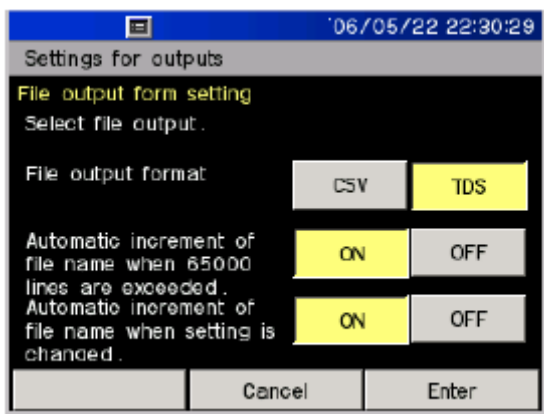 '06/05/22 22:30:29
Settings for outputs
File output form setting
Select file output.
File output format
CSV
TDS
Automatic increment of
file name when 65000
lines are exceeded.
ON
OFF
Automatic increment of
file name when setting is
changed.
ON
OFF
Cancel
Enter